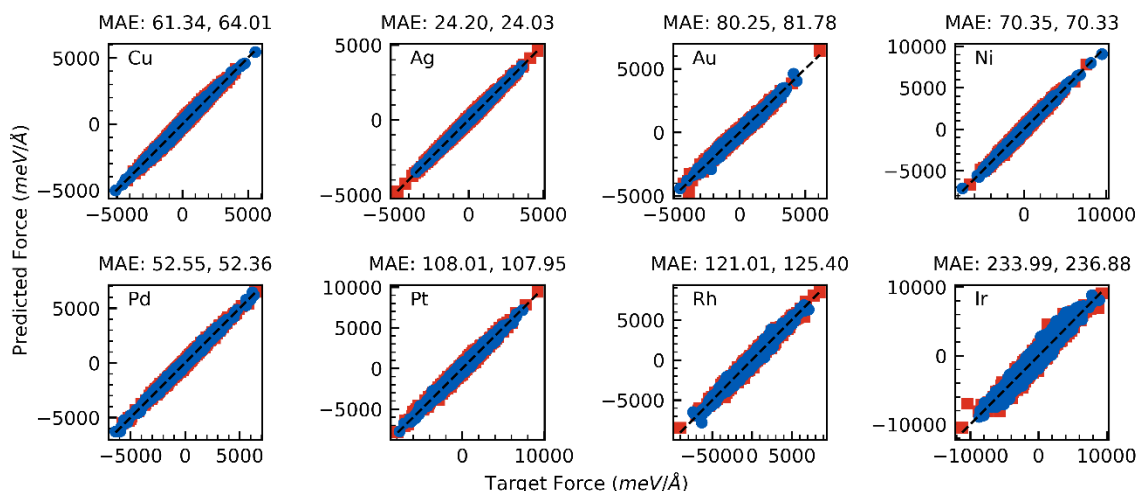 MAE: 61.34, 64.01
MAE: 24.20, 24.03
MAE: 80.25, 81.78
MAE: 70.35, 70.33
Cu
Ag
Au
Ni
5000
0
−5000
−5000 0 5000
5000
0
−5000
−5000 0 5000
5000
0
−5000
−5000 0 5000
10000
5000
0
−5000
0 10000
MAE: 52.55, 52.36
MAE: 108.01, 107.95
MAE: 121.01, 125.40
MAE: 233.99, 236.88
Pd
Pt
Rh
Ir
5000
0
−5000
−5000 0 5000
10000
5000
0
−5000
0 10000
5000
0
−5000
−5000 0 5000
10000
0
−10000
−10000 0 10000
Predicted Force (meV/Å)
Target Force (meV/Å)